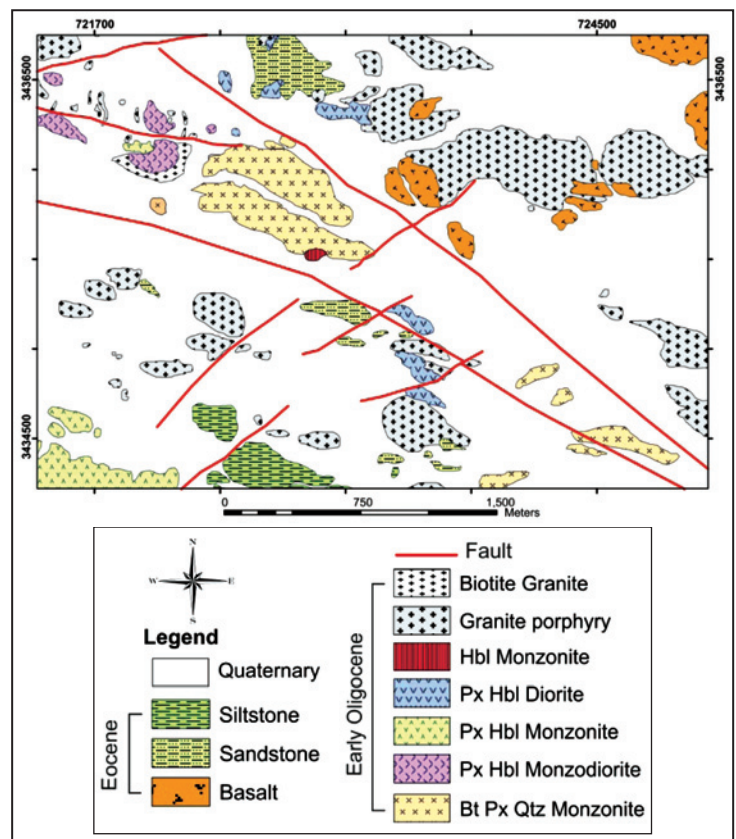 721700 724500
3436500 3436500
3434500 3434500
0 750 1,500
Meters
N
W E
S
Legend
Quaternary
Eocene
Siltstone
Sandstone
Basalt
Fault
Early Oligocene
Biotite Granite
Granite porphyry
Hbl Monzonite
Px Hbl Diorite
Px Hbl Monzonite
Px Hbl Monzodiorite
Bt Px Qtz Monzonite